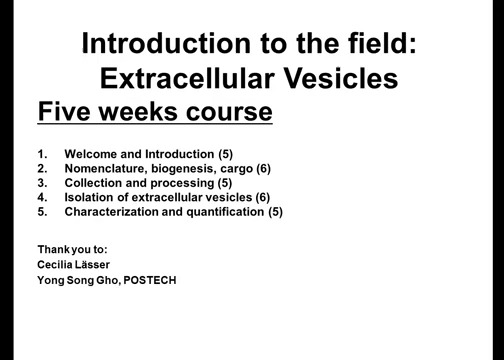 Introduction to the field:
Extracellular Vesicles
Five weeks course
1. Welcome and Introduction (5)
2. Nomenclature, biogenesis, cargo (6)
3. Collection and processing (5)
4. Isolation of extracellular vesicles (6)
5. Characterization and quantification (5)
Thank you to:
Cecilia Lässer
Yong Song Gho, POSTECH